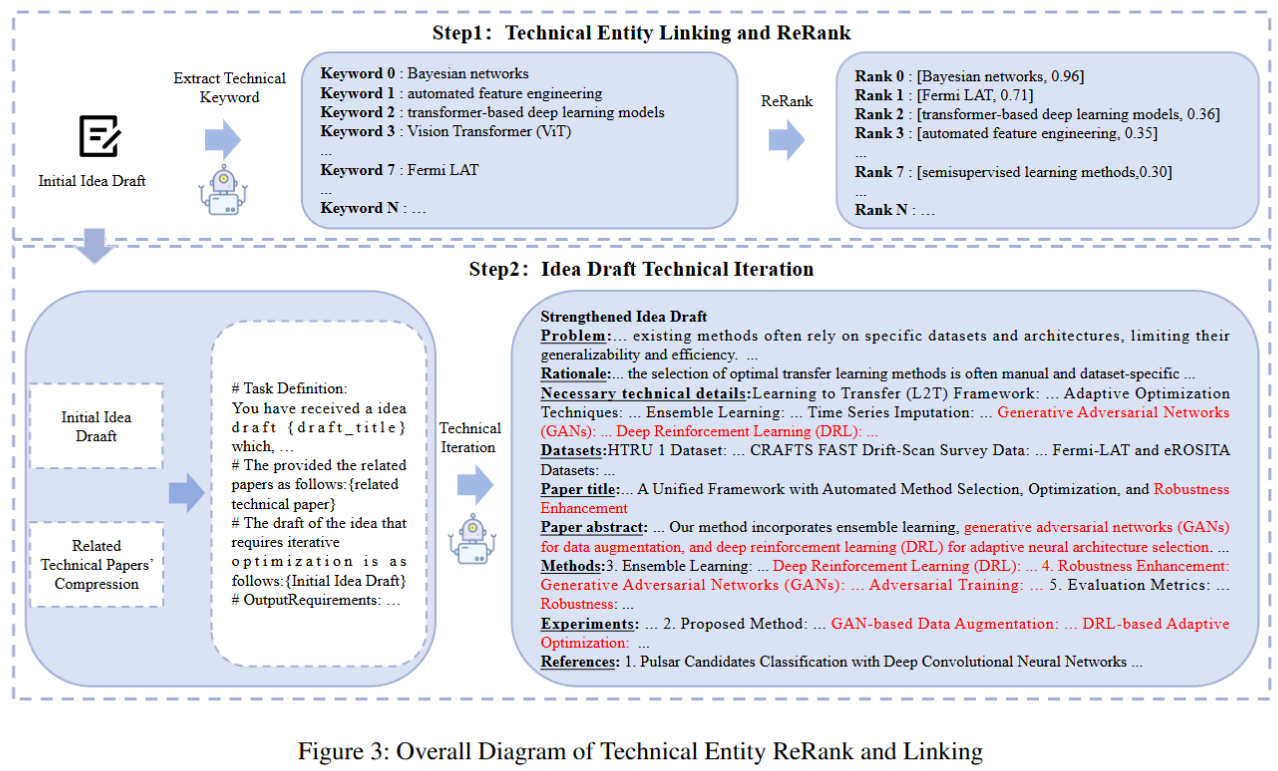 Step1: Technical Entity Linking and ReRank
Initial Idea Draft
Extract Technical
Keyword
Keyword 0 : Bayesian networks
Keyword 1 : automated feature engineering
Keyword 2 : transformer-based deep learning models
Keyword 3 : Vision Transformer (ViT)
...
Keyword 7 : Fermi LAT
...
Keyword N : ...
ReRank
Rank 0 : [Bayesian networks, 0.96]
Rank 1 : [Fermi LAT, 0.71]
Rank 2 : [transformer-based deep learning models, 0.36]
Rank 3 : [automated feature engineering, 0.35]
...
Rank 7 : [semisupervised learning methods,0.30]
...
Rank N : ...
Step2: Idea Draft Technical Iteration
Initial Idea
Draaft
Related
Technical Papers'
Compression
# Task Definition:
You have received a idea
draft {draft_title}
which, ...
# The provided the related
papers as follows:{related
technical paper}
# The draft of the idea that
requires iterative
optimization is as
follows:{Initial Idea Draft}
# OutputRequirements: ...
Technical
Iteration
Strengthened Idea Draft
Problem:... existing methods often rely on specific datasets and architectures, limiting their
generalizability and efficiency. ...
Rationale:... the selection of optimal transfer learning methods is often manual and dataset-specific ...
Necessary technical details:Learning to Transfer (L2T) Framework: ... Adaptive Optimization
Techniques: ... Ensemble Learning: ... Time Series Imputation: ... Generative Adversarial Networks
(GANs): ... Deep Reinforcement Learning (DRL): ...
Datasets:HTRU 1 Dataset: ... CRAFTS FAST Drift-Scan Survey Data: ... Fermi-LAT and eROSITA
Datasets: ...
Paper title:... A Unified Framework with Automated Method Selection, Optimization, and Robustness
Enhancement
Paper abstract: ... Our method incorporates ensemble learning, generative adversarial networks (GANs)
for data augmentation, and deep reinforcement learning (DRL) for adaptive neural architecture selection. ...
Methods:3. Ensemble Learning: ... Deep Reinforcement Learning (DRL): ... 4. Robustness Enhancement:
Generative Adversarial Networks (GANs): ... Adversarial Training: ... 5. Evaluation Metrics: ...
Robustness: ...
Experiments: ... 2. Proposed Method: ... GAN-based Data Augmentation: ... DRL-based Adaptive
Optimization: ...
References: 1. Pulsar Candidates Classification with Deep Convolutional Neural Networks ...
Figure 3: Overall Diagram of Technical Entity ReRank and Linking